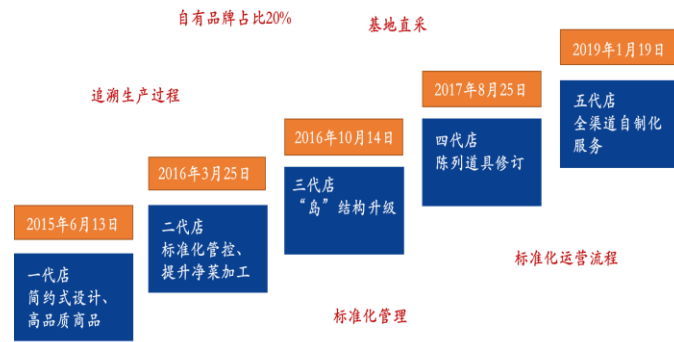 自有品牌占比20%
基地直采
追溯生产过程
2019年1月19日
五代店
全渠道自制化
服务
2017年8月25日
四代店
陈列道具修订
2016年10月14日
三代店
“岛”结构升级
2016年3月25日
二代店
标准化管控、
提升净菜加工
2015年6月13日
一代店
简约式设计、
高品质商品
标准化运营流程
标准化管理